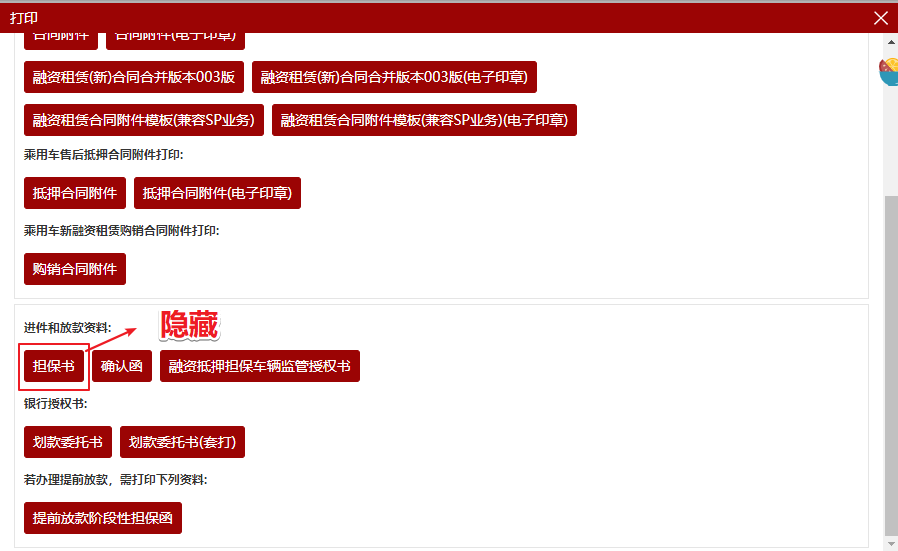 打印
合同附件 合同附件(电子印章)
融资租赁(新)合同合并版本003版 融资租赁(新)合同合并版本003版(电子印章)
融资租赁合同附件模板(兼容SP业务) 融资租赁合同附件模板(兼容SP业务)(电子印章)
乘用车售后抵押合同附件打印:
抵押合同附件 抵押合同附件(电子印章)
乘用车新融资租赁购销合同附件打印:
购销合同附件
进件和放款资料: 隐藏
担保书 确认函 融资抵押担保车辆监管授权书
银行授权书:
划款委托书 划款委托书(套打)
若办理提前放款，需打印下列资料:
提前放款阶段性担保函